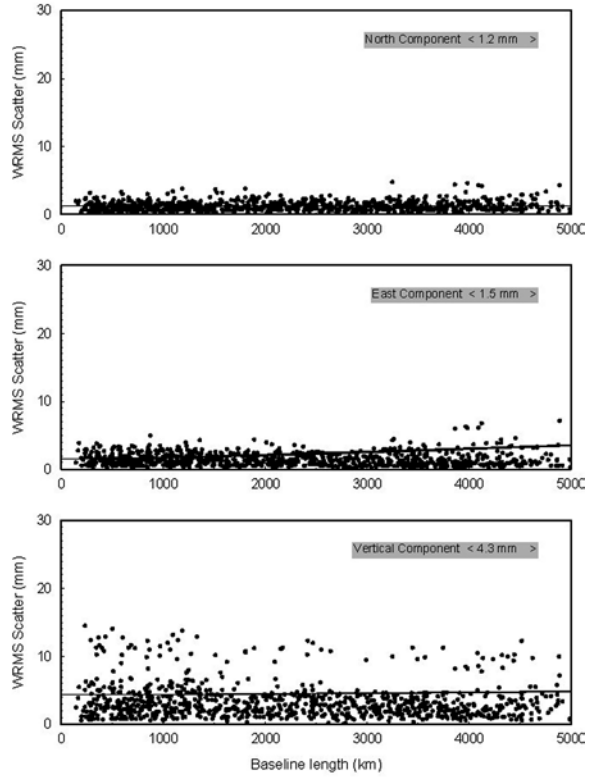 30
20
10
0
WRMS Scatter (mm)
North Component < 1.2 mm >
0 1000 2000 3000 4000 5000
30
20
10
0
WRMS Scatter (mm)
East Component < 1.5 mm >
0 1000 2000 3000 4000 5000
30
20
10
0
WRMS Scatter (mm)
Vertical Component < 4.3 mm >
0 1000 2000 3000 4000 5000
Baseline length (km)